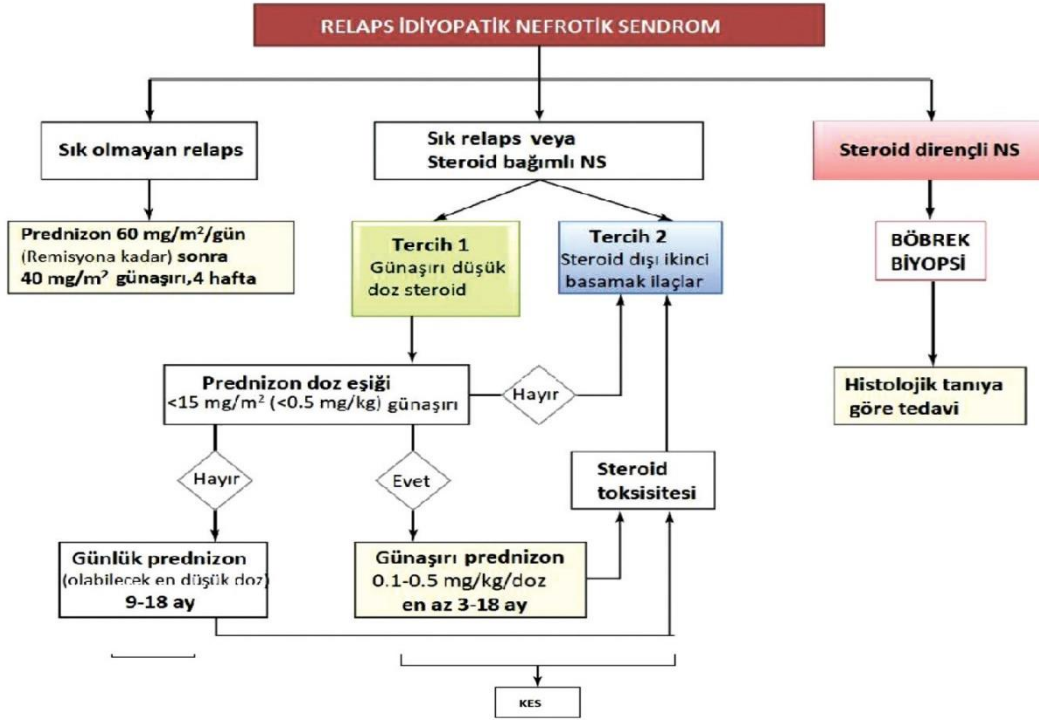 RELAPS İDİYOPATİK NEFROTİK SENDROM
Sık olmayan relaps
Prednizon 60 mg/m²/gün
(Remisyona kadar) sonra
40 mg/m² günaşırı,4 hafta
Sık relaps veya
Steroid bağımlı NS
Tercih 1
Günaşırı düşük
doz steroid
Tercih 2
Steroid dışı ikinci
basamak ilaçlar
Prednizon doz eşiği
<15 mg/m² (<0.5 mg/kg) günaşırı
Hayır
Hayır
Evet
Günlük prednizon
(olabilecek en düşük doz)
9-18 ay
Günaşırı prednizon
0.1-0.5 mg/kg/doz
en az 3-18 ay
Steroid
toksisitesi
Steroid dirençli NS
BÖBREK
BİYOPSİ
Histolojik tanıya
göre tedavi
KES